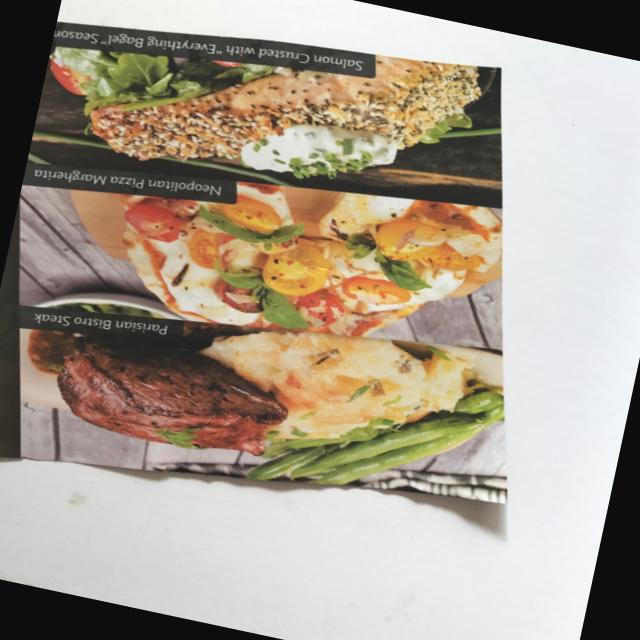 Parisian Bistro Steak
Neopolitan Pizza Margherita
Salmon Crusted with "Everything Bagel" Season